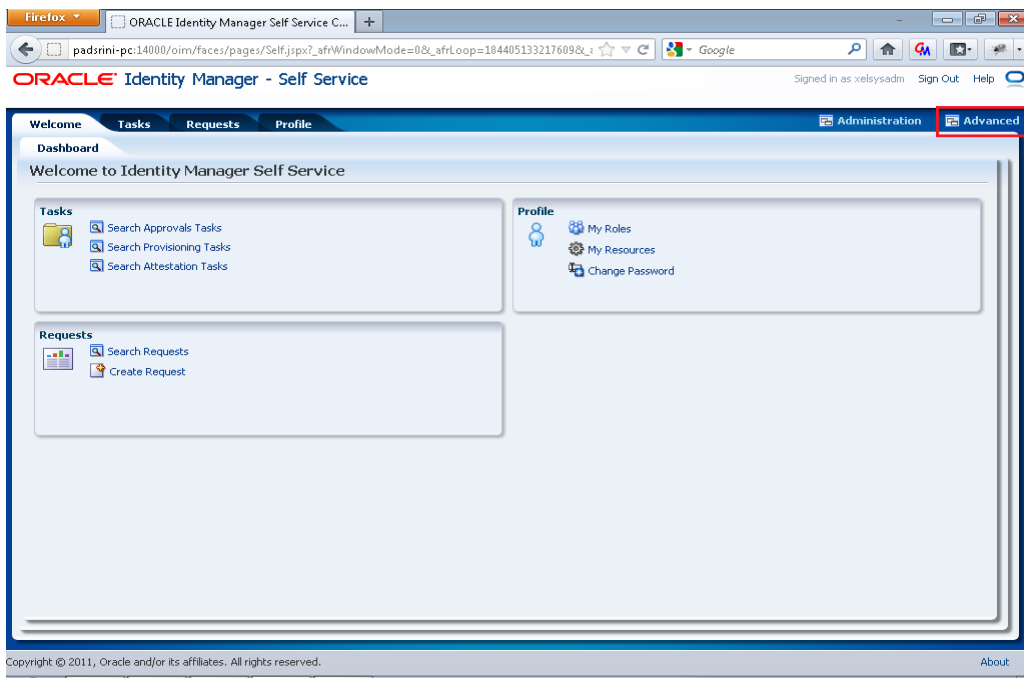 Firefox
ORACLE Identity Manager Self Service C...
padsrini-pc:14000/oim/faces/pages/Self.jspx?_afrWindowMode=0&_afrLoop=184405133217609&_a
Google
ORACLE Identity Manager - Self Service
Signed in as xelsysadm Sign Out Help
Welcome Tasks Requests Profile
Administration Advanced
Dashboard
Welcome to Identity Manager Self Service
Tasks
Search Approvals Tasks
Search Provisioning Tasks
Search Attestation Tasks
Profile
My Roles
My Resources
Change Password
Requests
Search Requests
Create Request
Copyright © 2011, Oracle and/or its affiliates. All rights reserved.
About